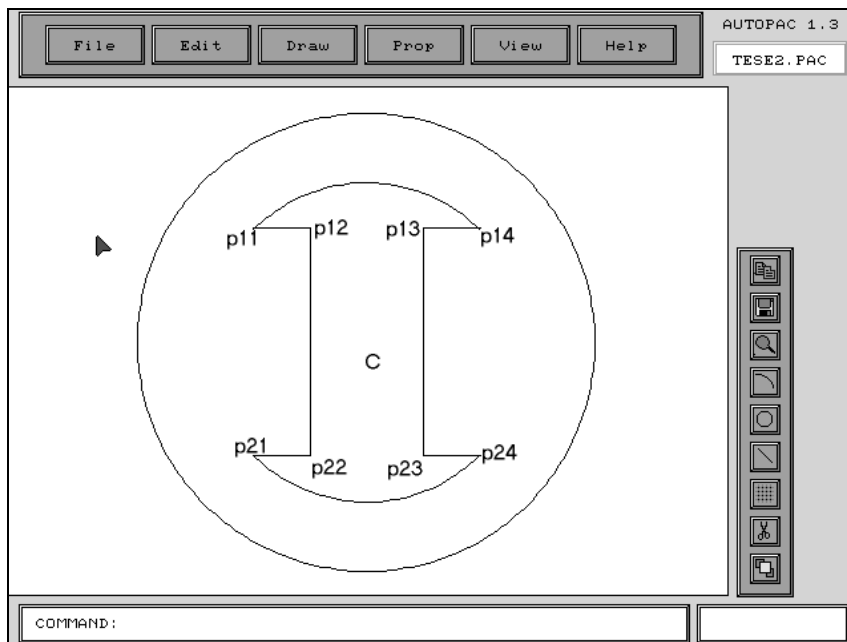 File Edit Draw Prop View Help
AUTOPAC 1.3
TESE2.PAC
p11 p12 p13 p14
C
p21 p22 p23 p24
COMMAND: